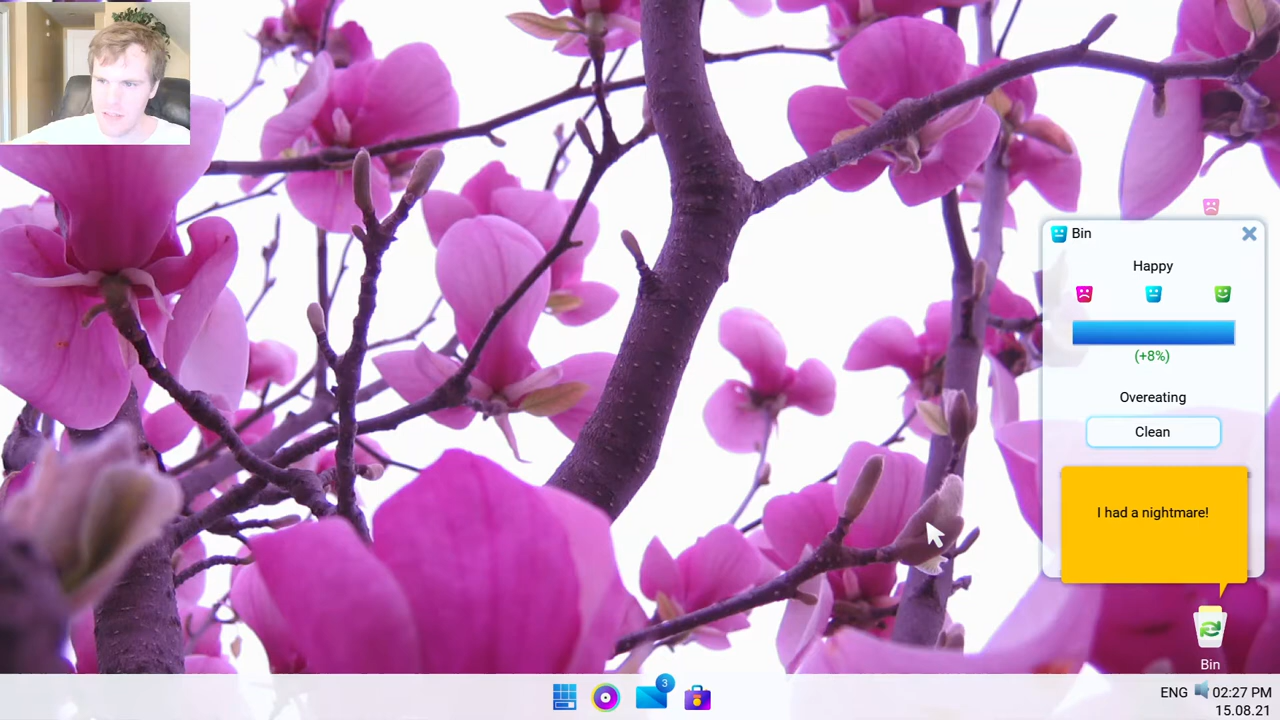 Bin
Happy
(+8%)
Overeating
Clean
I had a nightmare!
Bin
3
ENG 02:27 PM
15.08.21